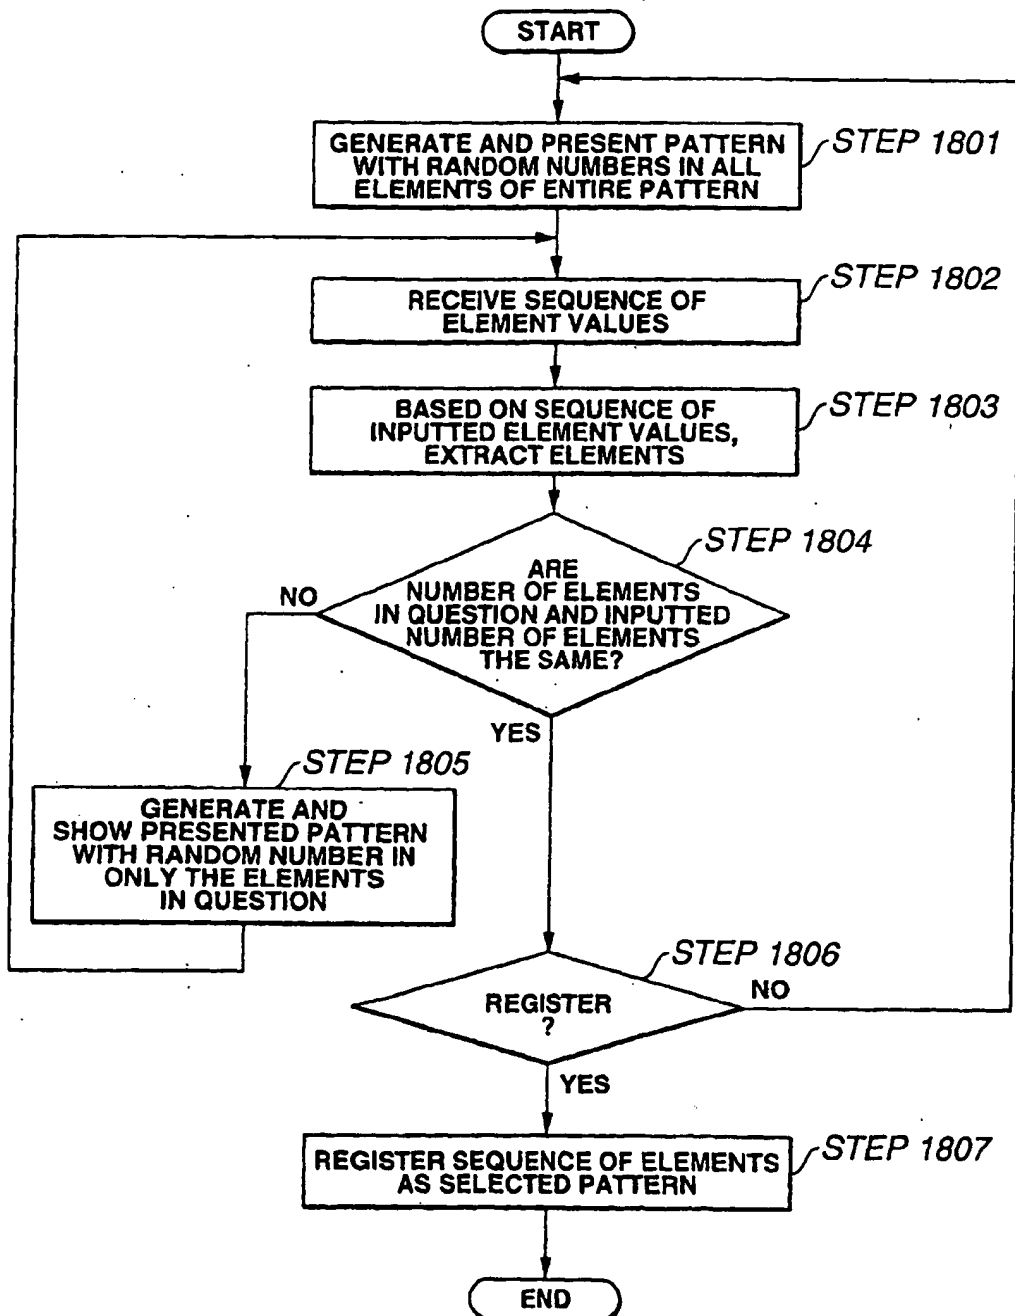 START
GENERATE AND PRESENT PATTERN
WITH RANDOM NUMBERS IN ALL
ELEMENTS OF ENTIRE PATTERN
STEP 1801
RECEIVE SEQUENCE OF
ELEMENT VALUES
STEP 1802
BASED ON SEQUENCE OF
INPUTTED ELEMENT VALUES,
EXTRACT ELEMENTS
STEP 1803
STEP 1804
ARE
NUMBER OF ELEMENTS
IN QUESTION AND INPUTTED
NUMBER OF ELEMENTS
THE SAME?
NO
YES
STEP 1805
GENERATE AND
SHOW PRESENTED PATTERN
WITH RANDOM NUMBER IN
ONLY THE ELEMENTS
IN QUESTION
STEP 1806
REGISTER
?
NO
YES
REGISTER SEQUENCE OF ELEMENTS
AS SELECTED PATTERN
STEP 1807
END